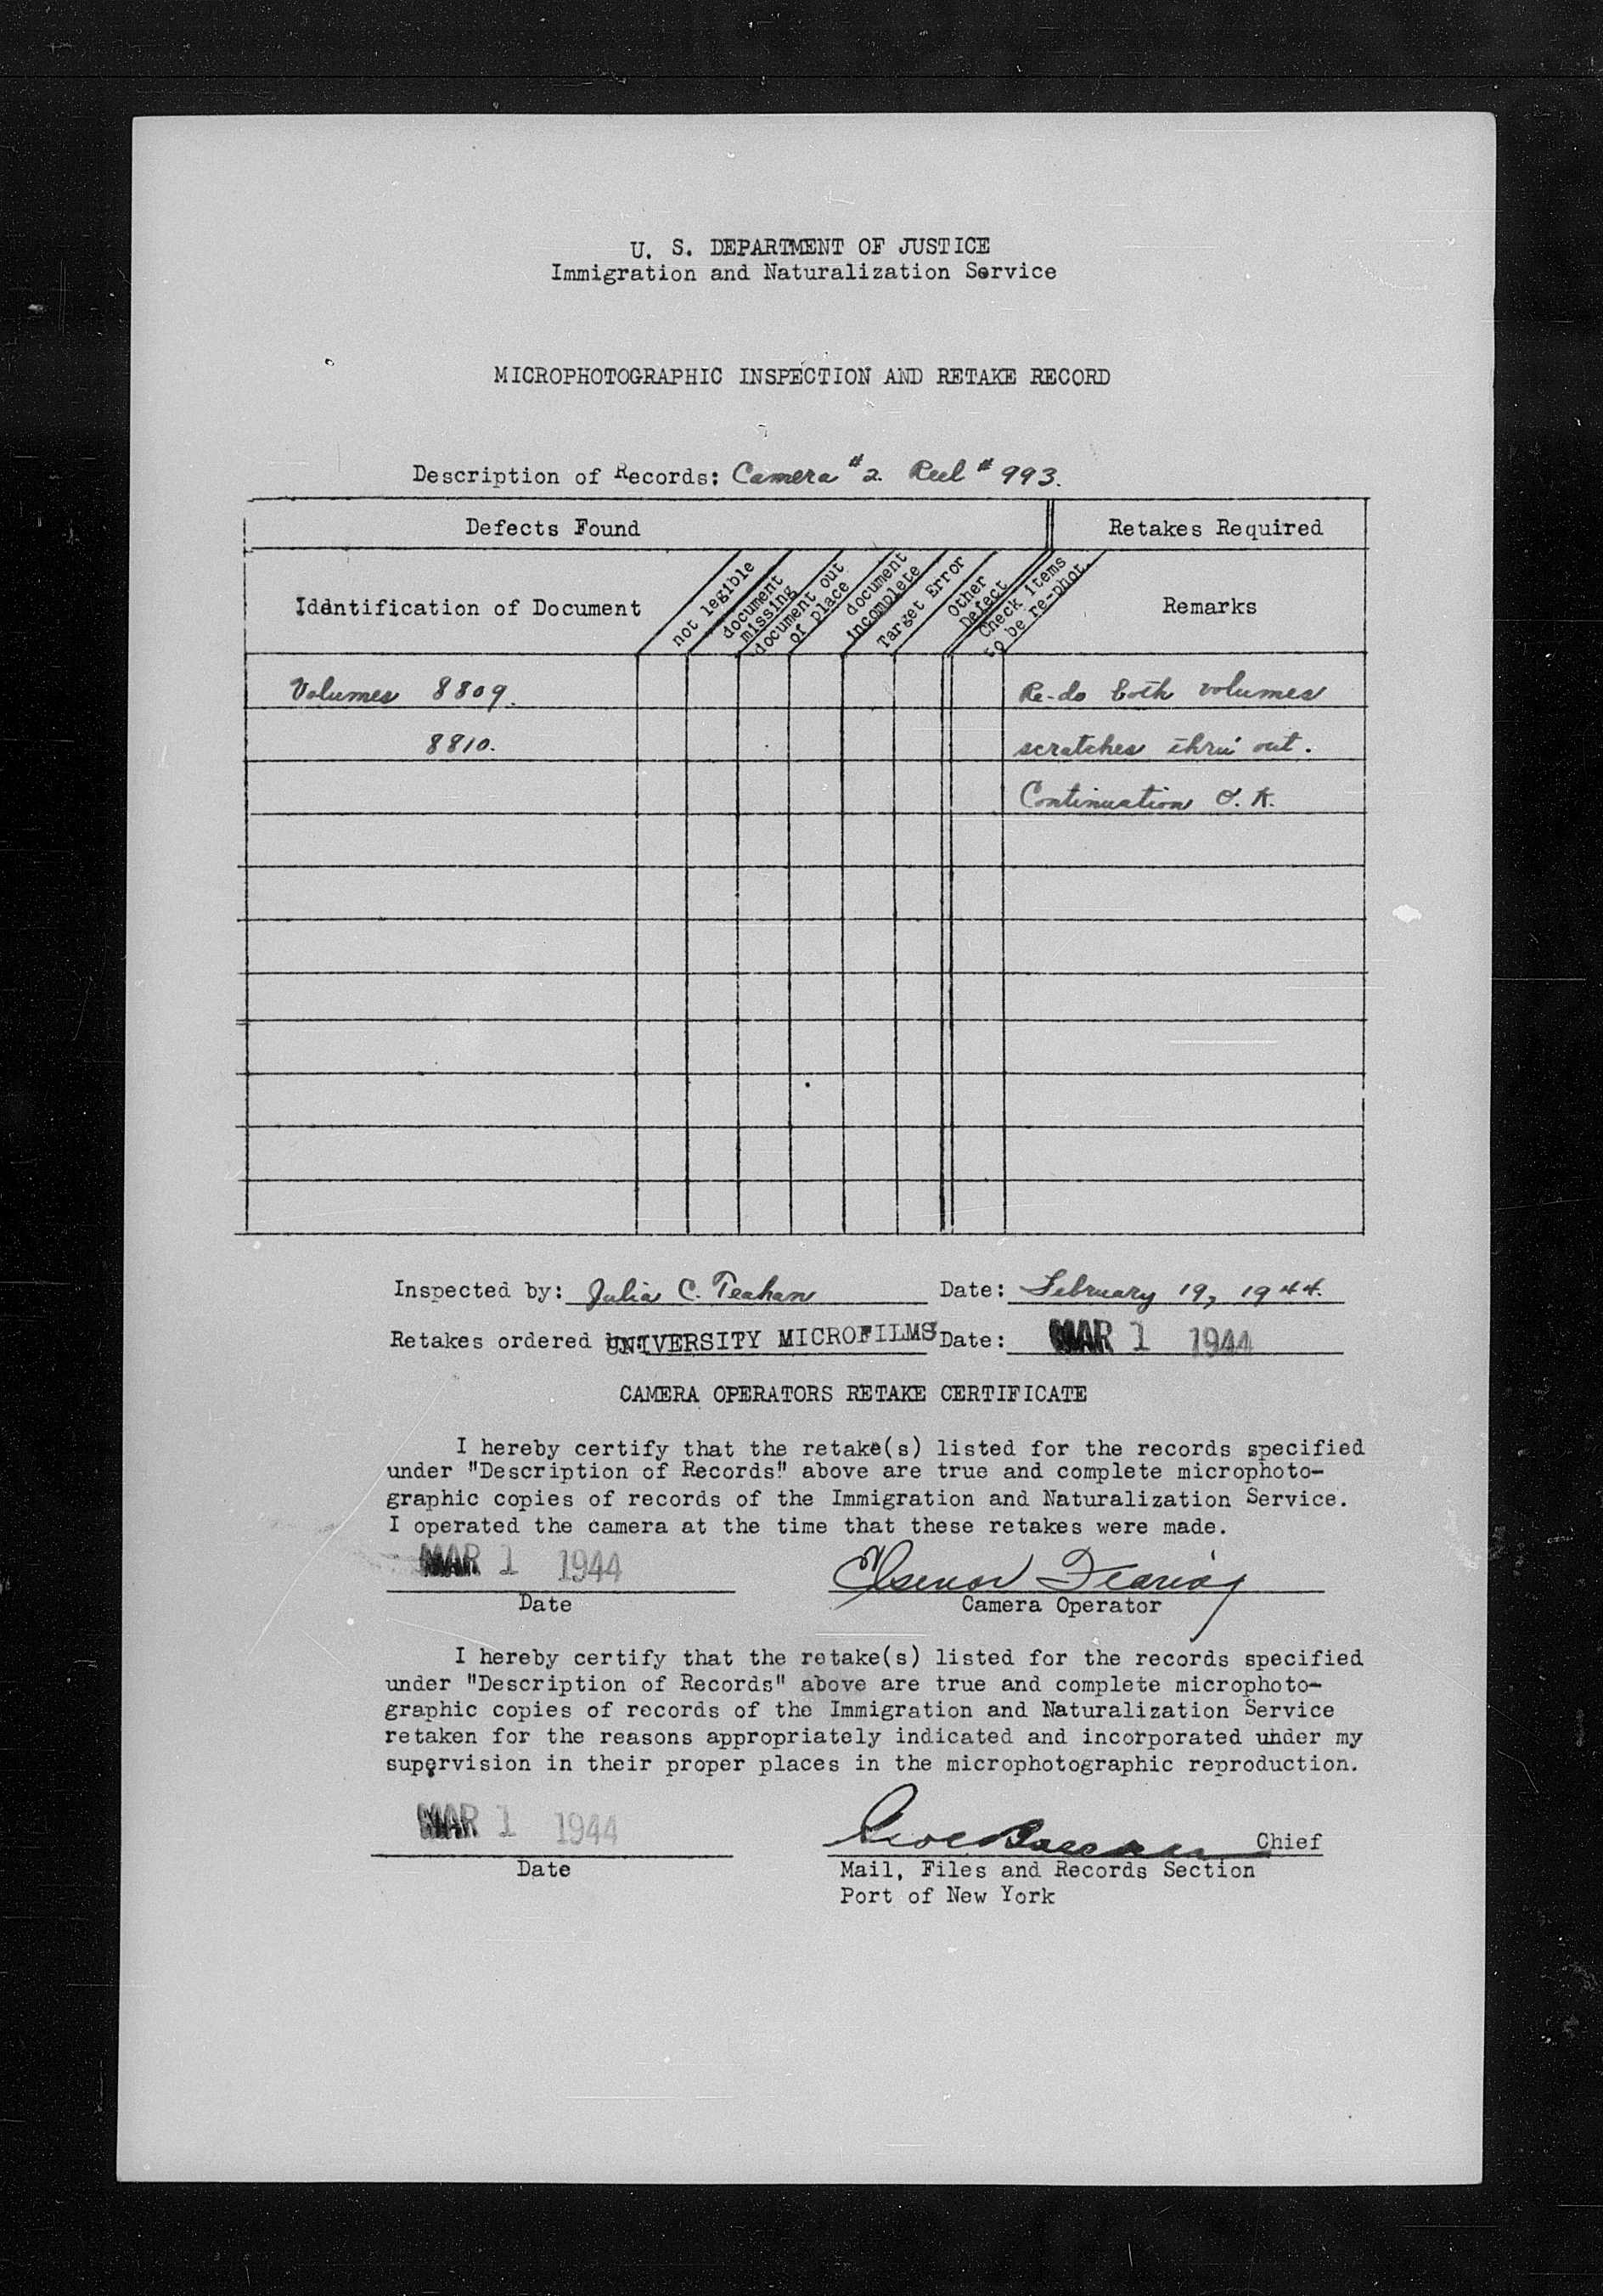 U. S. DEPARTMENT OF JUSTICE
Immigration and Naturalization Service
MICROPHOTOGRAPHIC INSPECTION AND RETAKE RECORD
Description of Records: Camera #2. Reel #993.
Defects Found Retakes Required
Identification of Document
not legible
document missing
document out of place
document incomplete
Target Error
Other Defect
Check items to be re-phot.
Remarks
Volumes 8809. Re-do both volumes
8810. scratches thru out.
Continuation O.K.
Inspected by: Julia C. Teahan Date: February 19, 1944.
Retakes ordered by: UNIVERSITY MICROFILMS Date: MAR 1 1944
CAMERA OPERATORS RETAKE CERTIFICATE
I hereby certify that the retake(s) listed for the records specified
under "Description of Records" above are true and complete microphoto-
graphic copies of records of the Immigration and Naturalization Service.
I operated the camera at the time that these retakes were made.
MAR 1 1944
Date Camera Operator
I hereby certify that the retake(s) listed for the records specified
under "Description of Records" above are true and complete microphoto-
graphic copies of records of the Immigration and Naturalization Service
retaken for the reasons appropriately indicated and incorporated under my
supervision in their proper places in the microphotographic reproduction.
MAR 1 1944 Chief
Date Mail, Files and Records Section
Port of New York